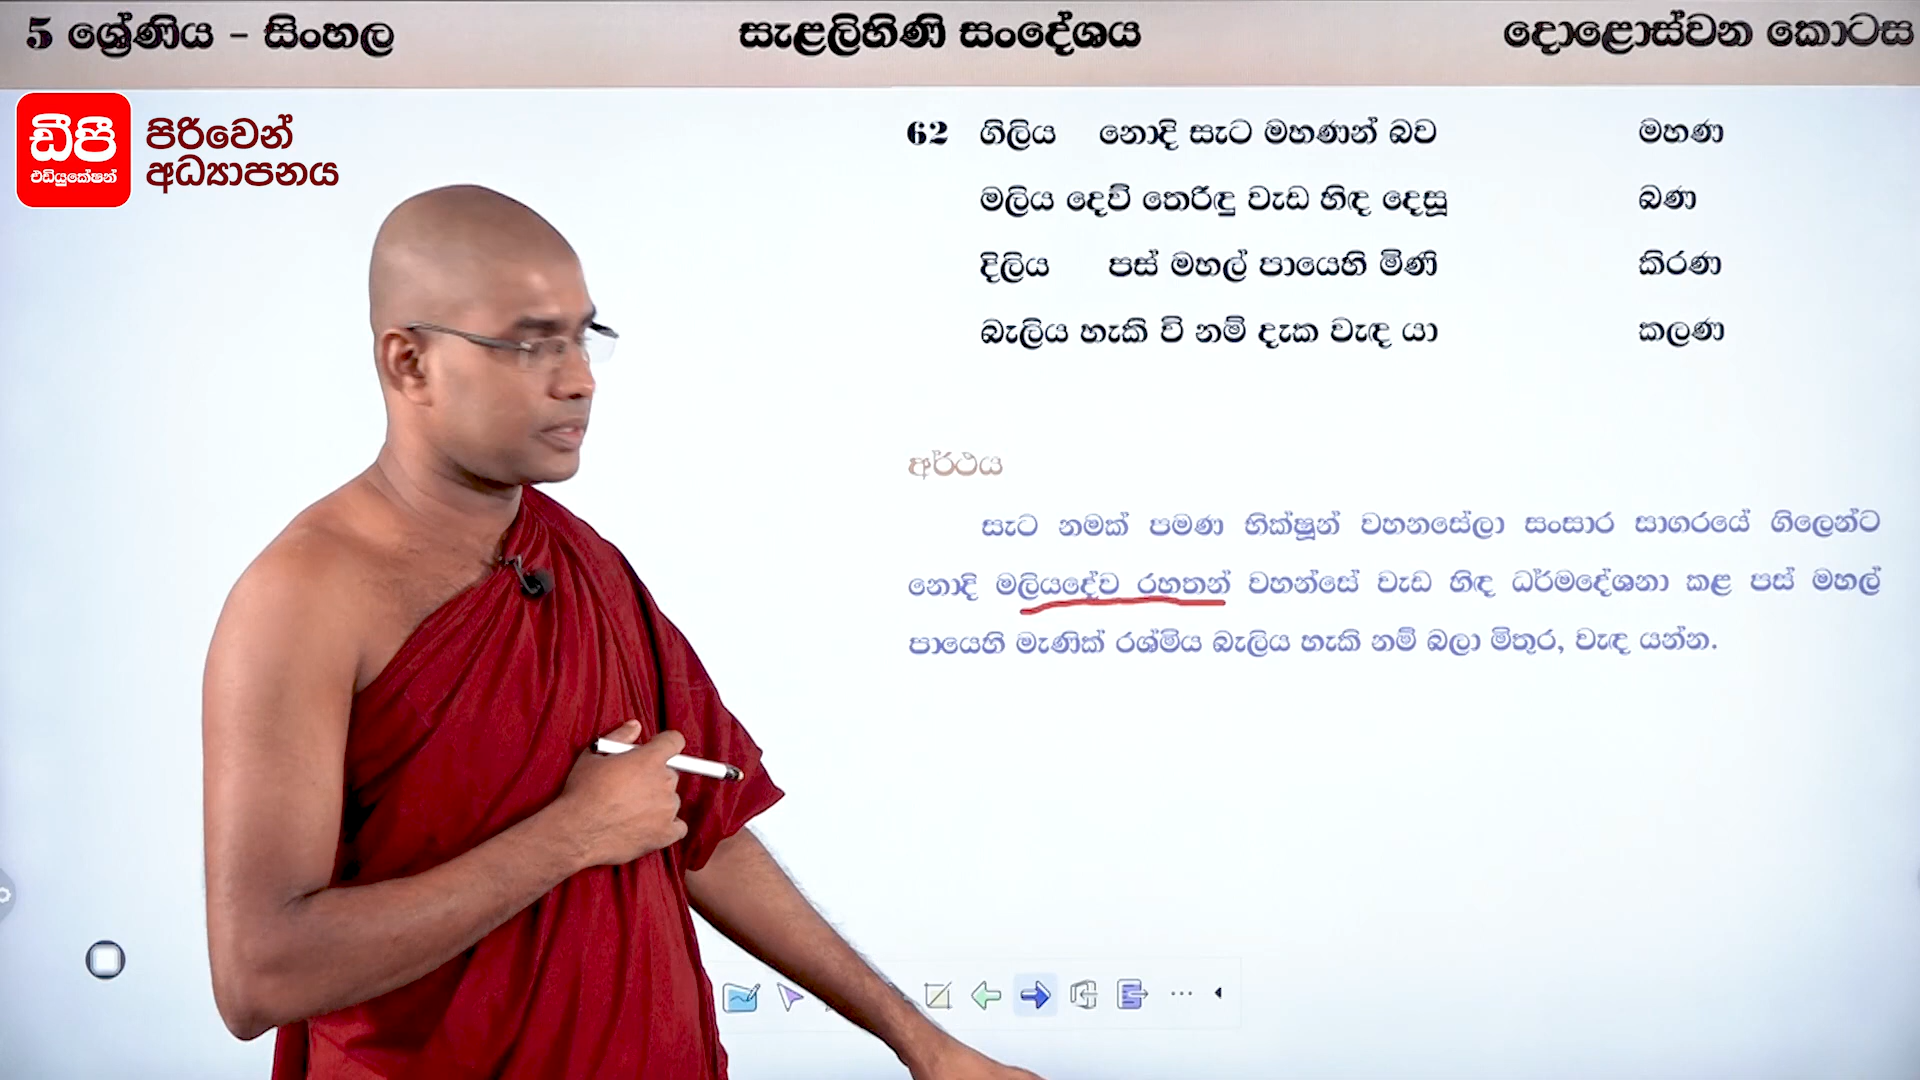 5 ශ්‍රේණිය - සිංහල
සැළලිහිණි සංදේශය
දොළොස්වන කොටස
ඩීපී
එඩියුකේෂන්
පිරිවෙන්
අධ්‍යාපනය
62 ගිලිය නොදි සැට මහණන් බව මහණ
මලිය දෙව් තෙරිඳු වැඩ හිඳ දෙසූ බණ
දිලිය පස් මහල් පායෙහි මිණි කිරණ
බැලිය හැකි වි නම් දැක වැඳ යා කලණ
අර්ථය
සැට නමක් පමණ භික්ෂූන් වහනසේලා සංසාර සාගරයේ ගිලෙන්ට
නොදි මලියදේව රහතන් වහන්සේ වැඩ හිඳ ධර්මදේශනා කළ පස් මහල්
පායෙහි මැණික් රශ්මිය බැලිය හැකි නම් බලා මිතුර, වැඳ යන්න.